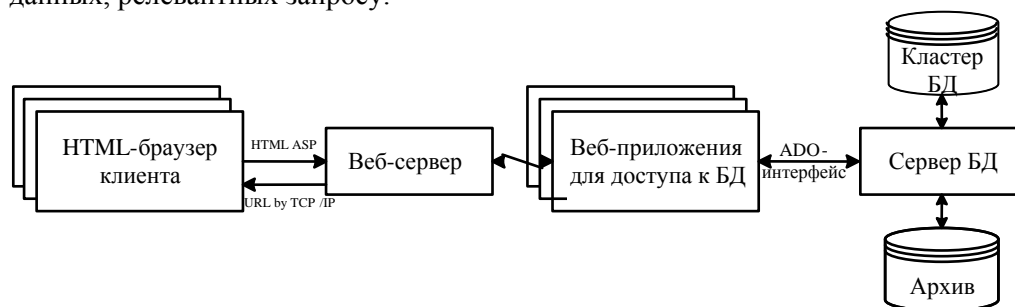 данных, релевантных запросу.
Кластер
БД
HTML-браузер
клиента
HTML ASP
URL by TCP /IP
Веб-сервер
Веб-приложения
для доступа к БД
ADO-
интерфейс
Сервер БД
Архив